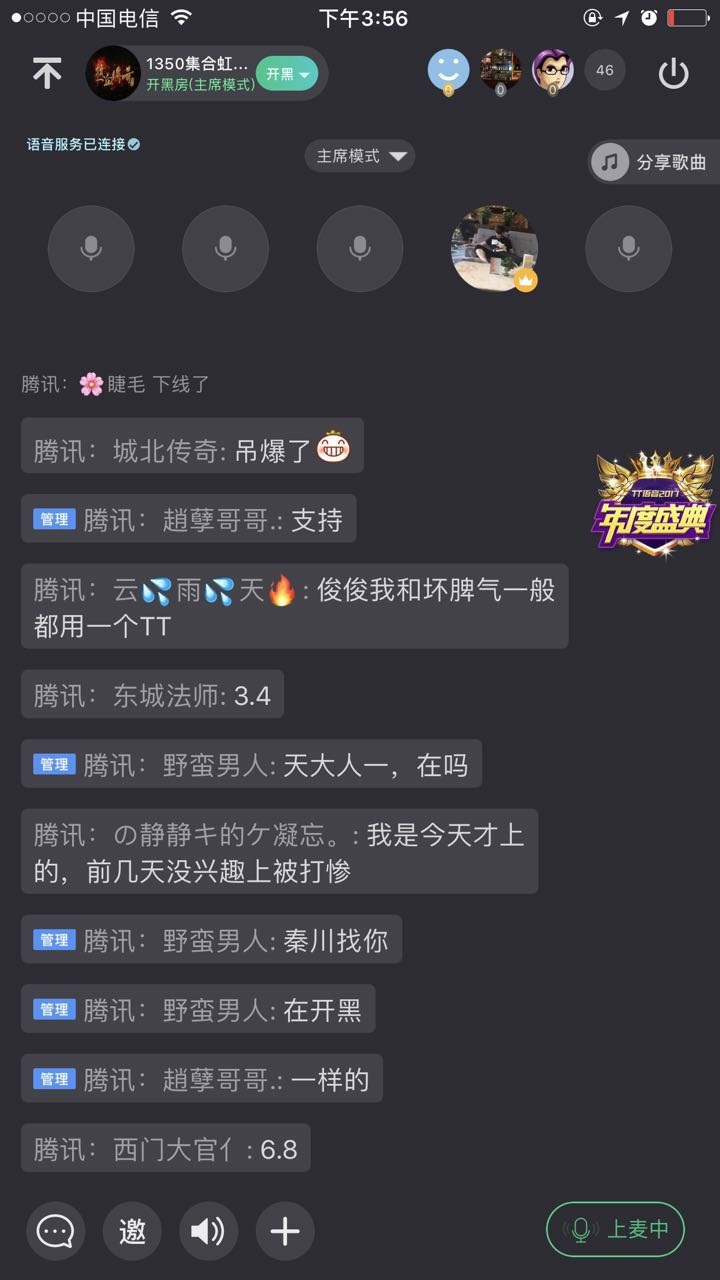 中国电信
下午3:56
1350集合虹...
开黑房(主席模式)
开黑
0
0
0
46
语音服务已连接
主席模式
分享歌曲
腾讯：🌸睫毛 下线了
腾讯：城北传奇: 吊爆了😁
管理 腾讯：趙孽哥哥.: 支持
腾讯：云💦雨💦天🔥: 俊俊我和坏脾气一般
都用一个TT
腾讯：东城法师: 3.4
管理 腾讯：野蛮男人: 天大人一，在吗
腾讯：の静静キ的ケ凝忘。: 我是今天才上
的，前几天没兴趣上被打惨
管理 腾讯：野蛮男人: 秦川找你
管理 腾讯：野蛮男人: 在开黑
管理 腾讯：趙孽哥哥.: 一样的
腾讯：西门大官亻: 6.8
TT语音2017
年度盛典
邀
上麦中